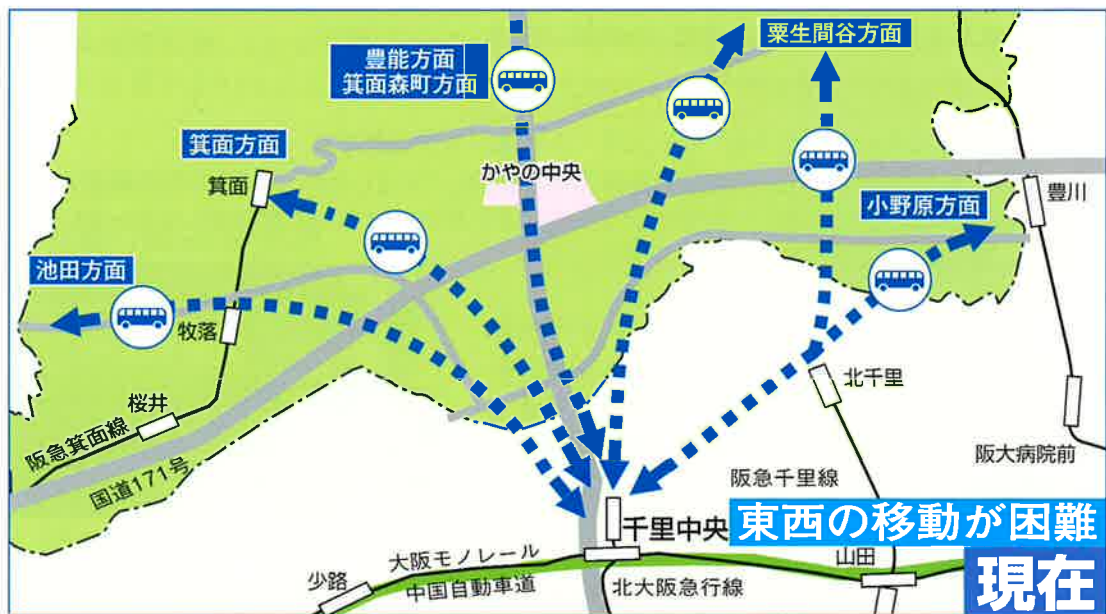 豊能方面
箕面森町方面
粟生間谷方面
箕面方面
箕面
かやの中央
豊川
小野原方面
池田方面
牧落
桜井
阪急箕面線
国道171号
北千里
阪大病院前
阪急千里線
東西の移動が困難
千里中央
大阪モノレール
山田
少路
中国自動車道
北大阪急行線
現在